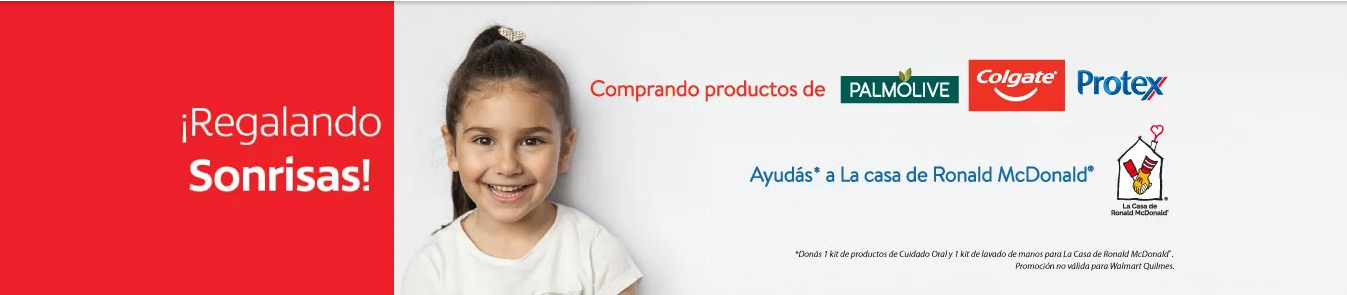 ¡Regalando
Sonrisas!
Comprando productos de PALMOLIVE Colgate® Protex
Ayudás* a La casa de Ronald McDonald®
La Casa de
Ronald McDonald®
*Donás 1 kit de productos de Cuidado Oral y 1 kit de lavado de manos para La Casa de Ronald McDonald®.
Promoción no válida para Walmart Quilmes.